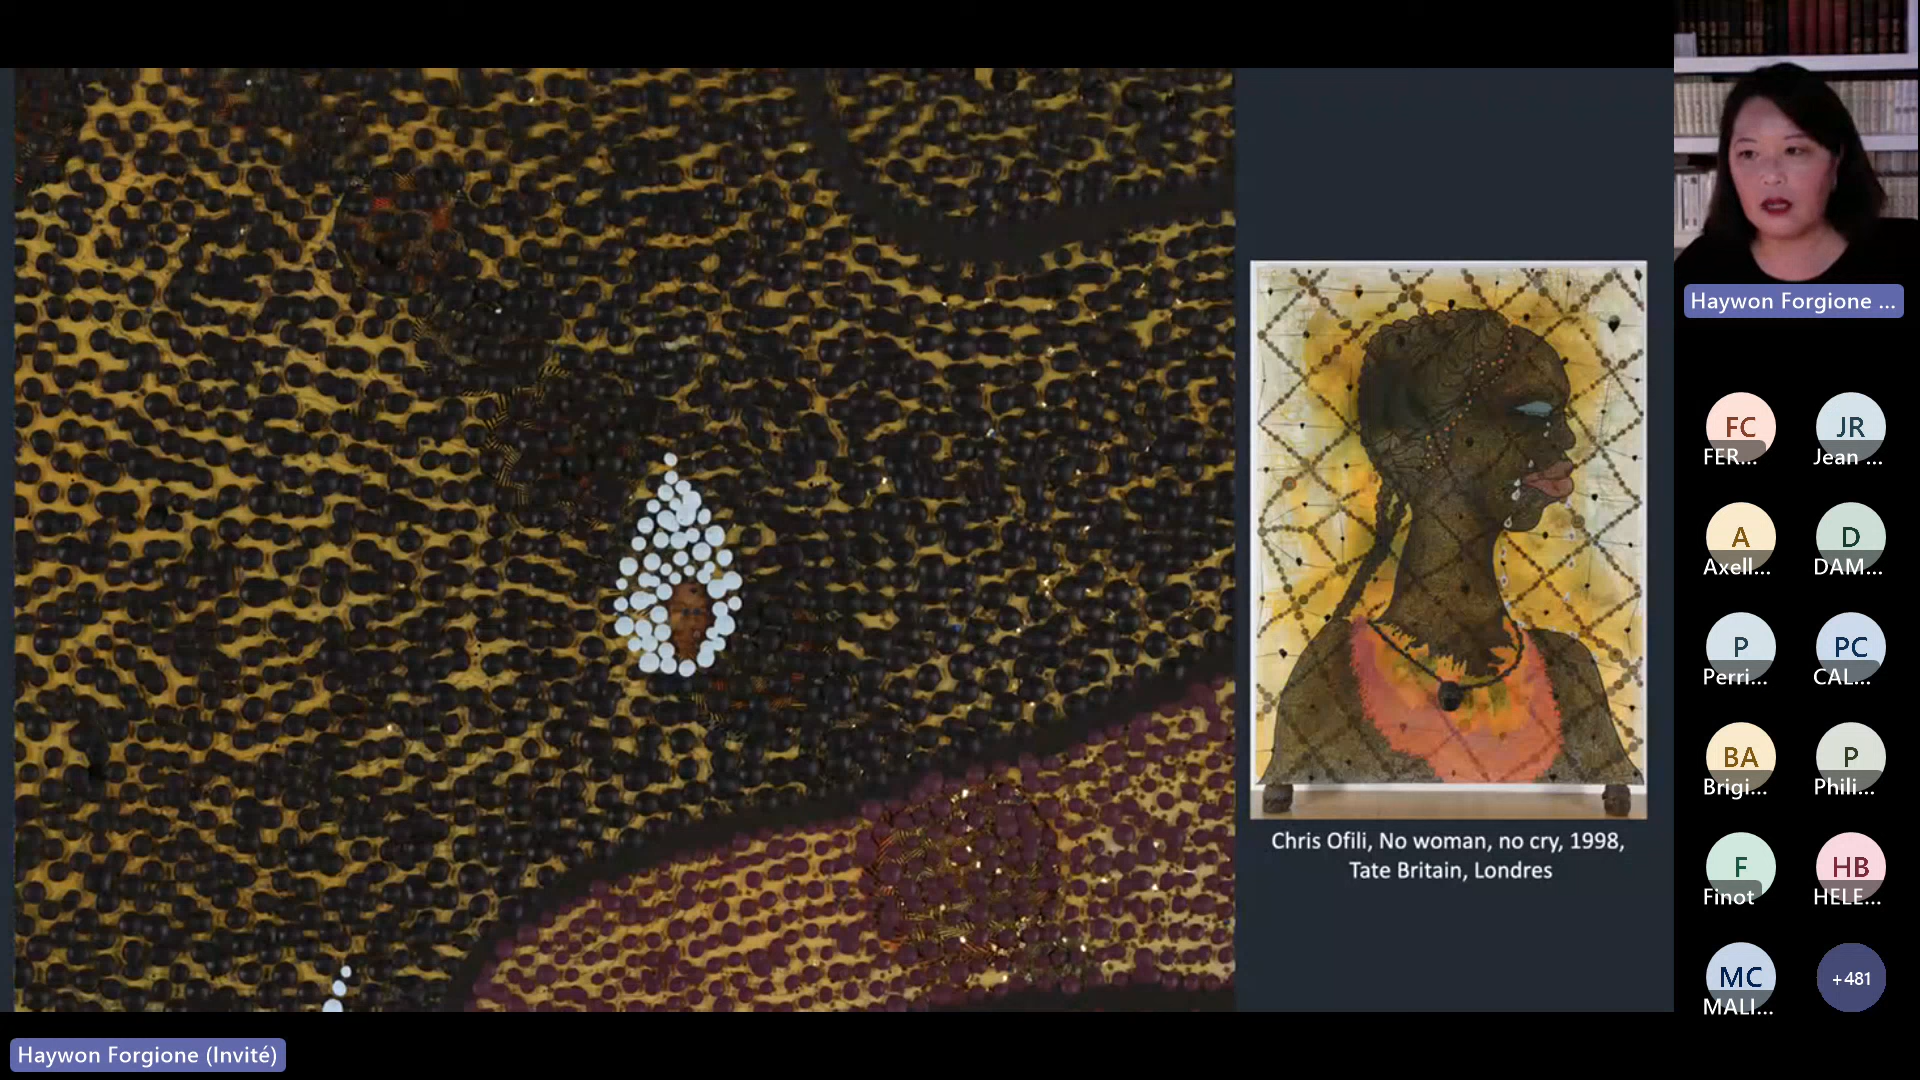 Haywon Forgione ...
FC
FER...
JR
Jean ...
A
Axell...
D
DAM...
P
Perri...
PC
CAL...
BA
Brigi...
P
Phili...
F
Finot
HB
HELE...
MC
MALI...
+481
Chris Ofili, No woman, no cry, 1998,
Tate Britain, Londres
Haywon Forgione (Invité)